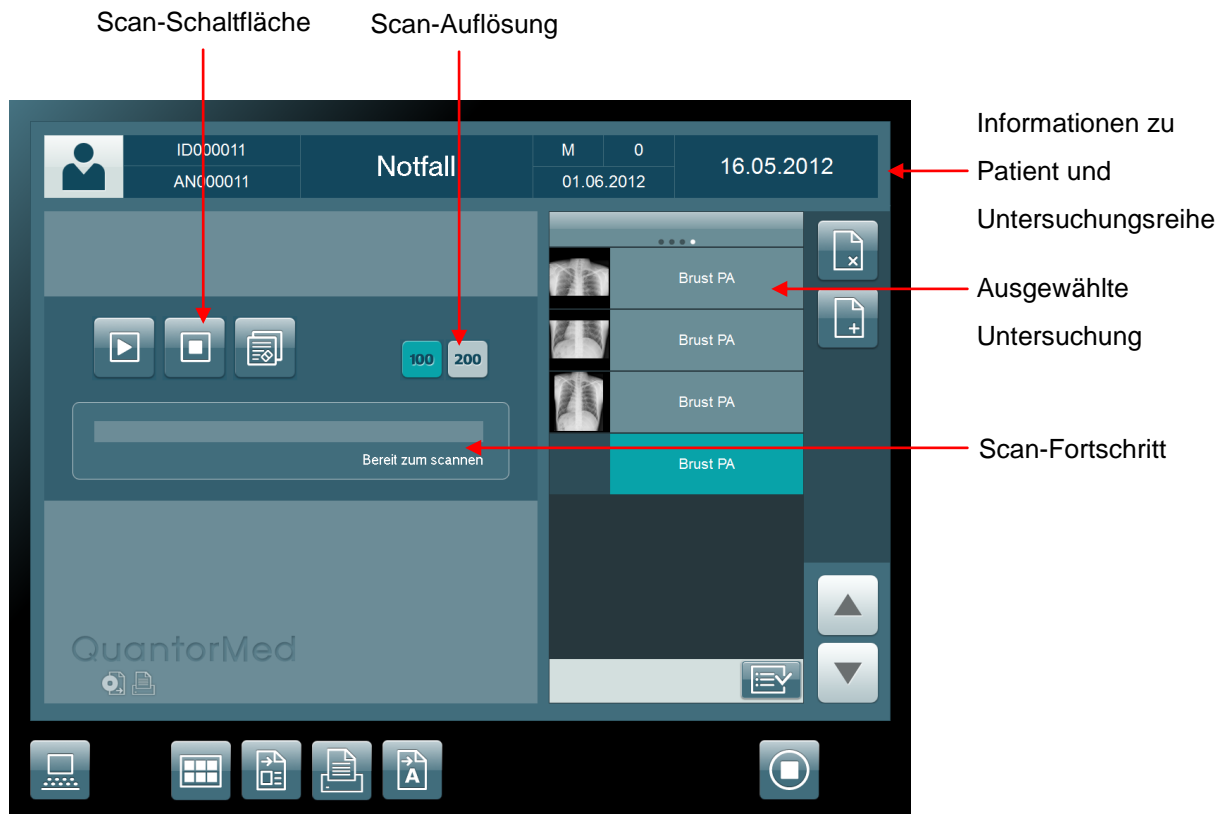 Scan-Schaltfläche
Scan-Auflösung
ID000011
AN000011
Notfall
M
0
01.06.2012
16.05.2012
Informationen zu
Patient und
Untersuchungsreihe
Brust PA
Ausgewählte
Untersuchung
100
200
Brust PA
Brust PA
Bereit zum scannen
Brust PA
Scan-Fortschritt
QuantorMed
A